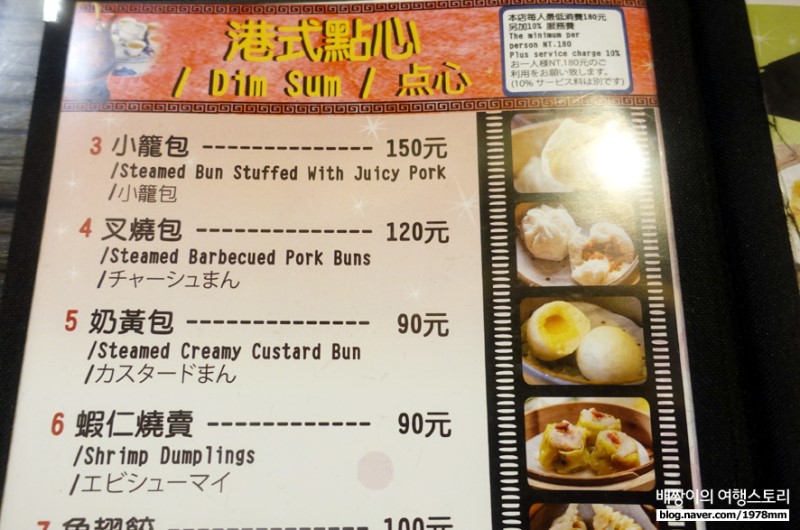 港式點心
/ Dim Sum / 点心
本店每人最低消費180元
另加10% 服務費
The minimum per
person NT.180
Plus service charge 10%
お一人様NT,180元のご
利用をお願い致します。
(10% サービス料は別です)
3 小籠包 -------------- 150元
/Steamed Bun Stuffed With Juicy Pork
/小籠包
4 叉燒包 -------------- 120元
/Steamed Barbecued Pork Buns
/チャーシュまん
5 奶黃包 -------------- 90元
/Steamed Creamy Custard Bun
/カスタードまん
6 蝦仁燒賣 ------------- 90元
/Shrimp Dumplings
/エビシューマイ
7 魚翅餃 -------------- 100元
배짱이의 여행스토리
blog.naver.com/1978mm